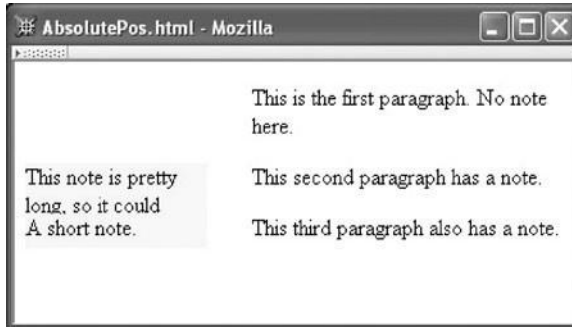 AbsolutePos.html - Mozilla
This is the first paragraph. No note
here.
This note is pretty
long, so it could
A short note.
This second paragraph has a note.
This third paragraph also has a note.